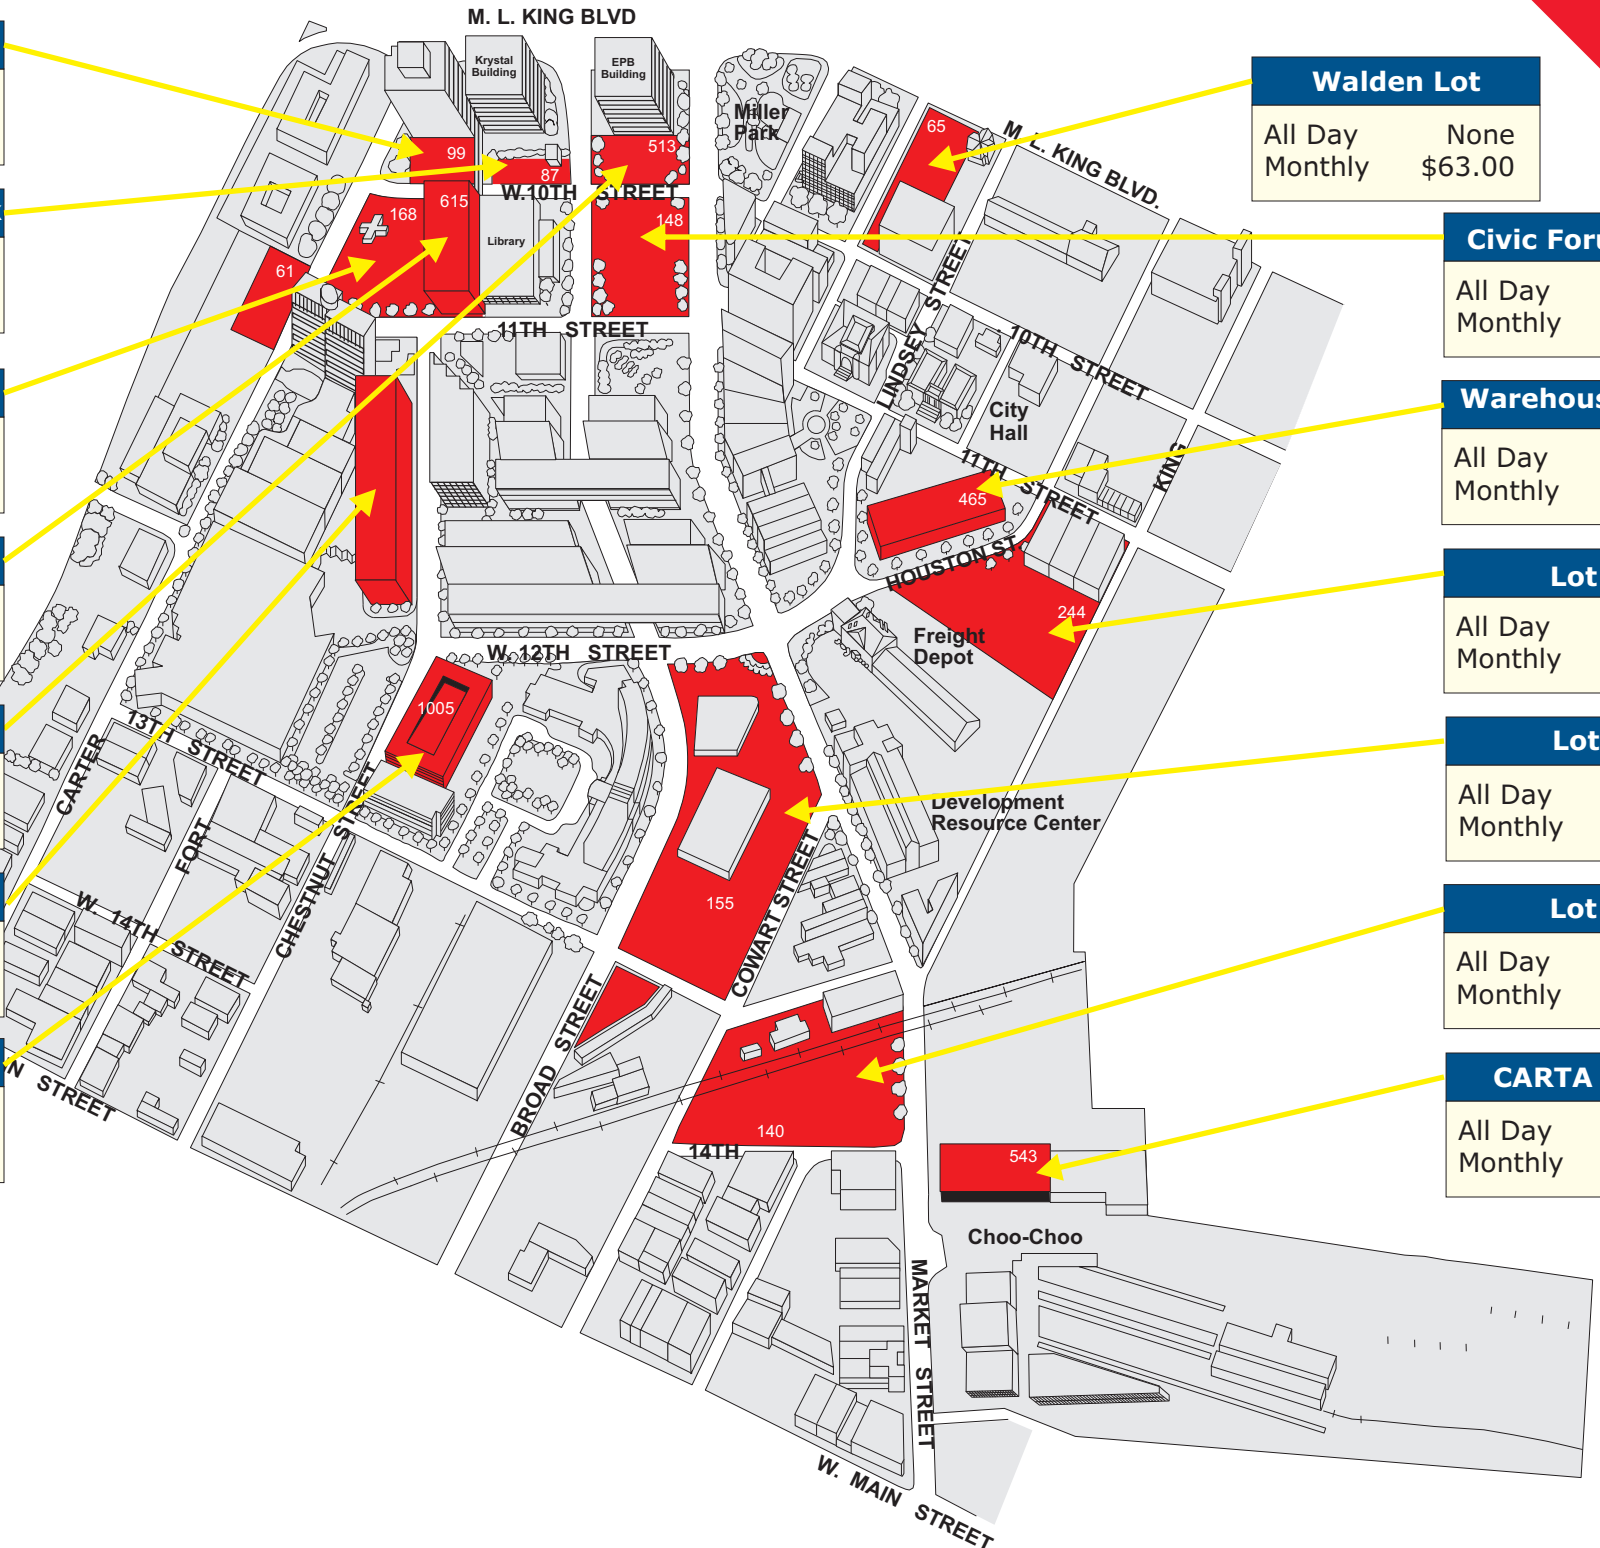 M. L. KING BLVD
Krystal
Building
EPB
Building
Miller
Park
65
M. L. KING BLVD.
Walden Lot
All Day None
Monthly $63.00
99
87
513
W.10TH STREET
168
615
148
Library
61
11TH STREET
LINDSEY STREET
10TH STREET
Civic
All Day
Monthly
City
Hall
KING
11TH STREET
465
All Day
Monthly
HOUSTON ST.
244
Freight
Depot
Lot
All Day
Monthly
W. 12TH STREET
1005
13TH STREET
CARTER
FORT
CHESTNUT STREET
Development
Resource Center
Lot
All Day
Monthly
155
COWART STREET
W. 14TH STREET
BROAD STREET
Lot
All Day
Monthly
STREET
140
14TH
543
CARTA
All Day
Monthly
Choo-Choo
MARKET STREET
W. MAIN STREET